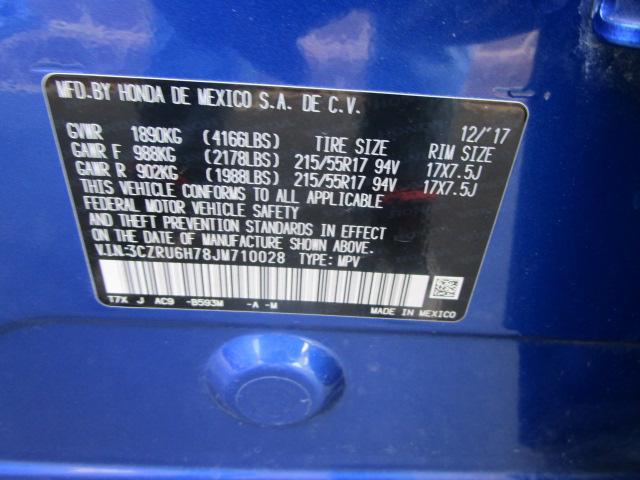 MFD. BY HONDA DE MEXICO S.A. DE C.V.
12/'17
GVWR 1890KG (4166LBS) TIRE SIZE RIM SIZE
GAWR F 988KG (2178LBS) 215/55R17 94V 17X7.5J
GAWR R 902KG (1988LBS) 215/55R17 94V 17X7.5J
THIS VEHICLE CONFORMS TO ALL APPLICABLE
FEDERAL MOTOR VEHICLE SAFETY
AND THEFT PREVENTION STANDARDS IN EFFECT
ON DATE OF MANUFACTURE SHOWN ABOVE.
V.I.N:3CZRU6H78JM710028 TYPE: MPV
T7X J AC9 -B593M -A -M
MADE IN MEXICO